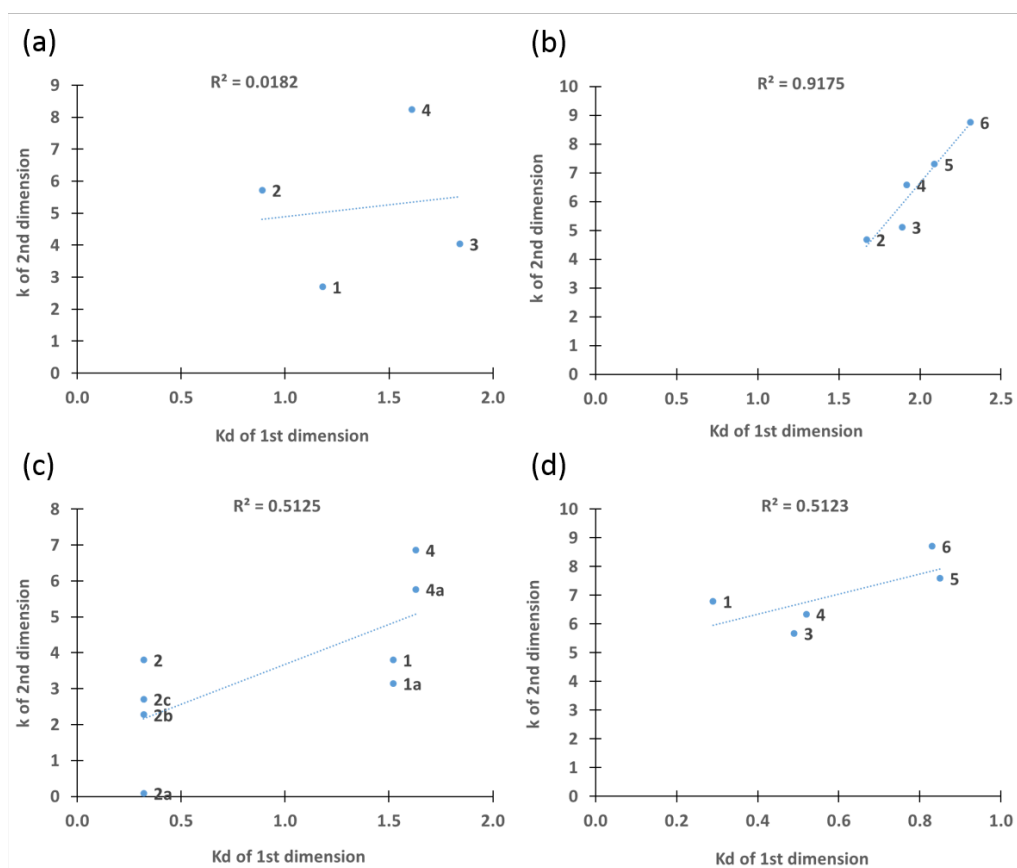 (a)
R² = 0.0182
9
8
7
6
5
4
3
2
1
0
k of 2nd dimension
4
2
3
1
0.0 0.5 1.0 1.5 2.0
Kd of 1st dimension
(b)
R² = 0.9175
10
9
8
7
6
5
4
3
2
1
0
k of 2nd dimension
6
5
4
3
2
0.0 0.5 1.0 1.5 2.0 2.5
Kd of 1st dimension
(c)
R² = 0.5125
8
7
6
5
4
3
2
1
0
k of 2nd dimension
4
4a
2
1
1a
2c
2b
2a
0.0 0.5 1.0 1.5 2.0
Kd of 1st dimension
(d)
R² = 0.5123
10
9
8
7
6
5
4
3
2
1
0
k of 2nd dimension
6
5
1
4
3
0.0 0.2 0.4 0.6 0.8 1.0
Kd of 1st dimension